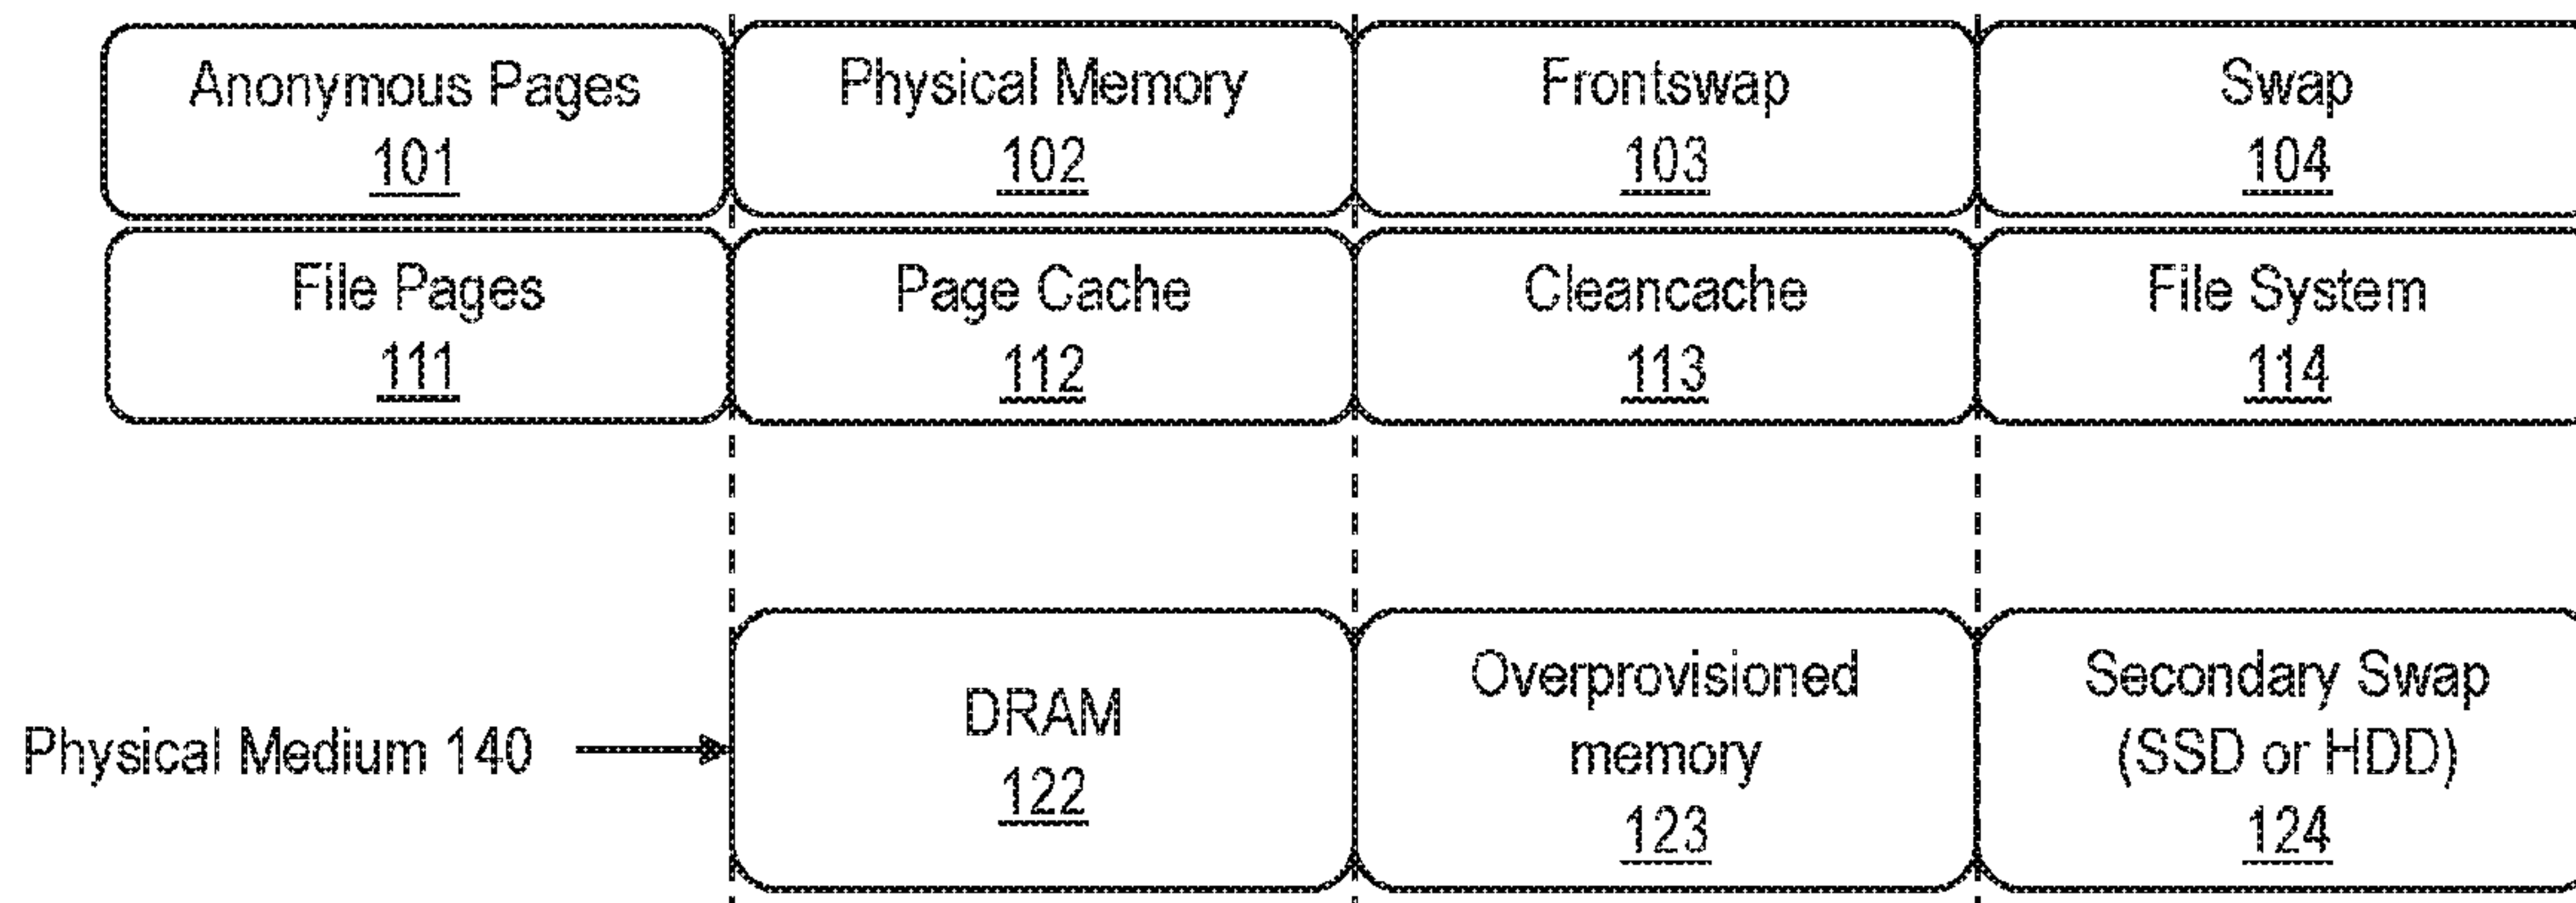 Anonymous Pages
101
Physical Memory
102
Frontswap
103
Swap
104
File Pages
111
Page Cache
112
Cleancache
113
File System
114
Physical Medium 140
DRAM
122
Overprovisioned
memory
123
Secondary Swap
(SSD or HDD)
124